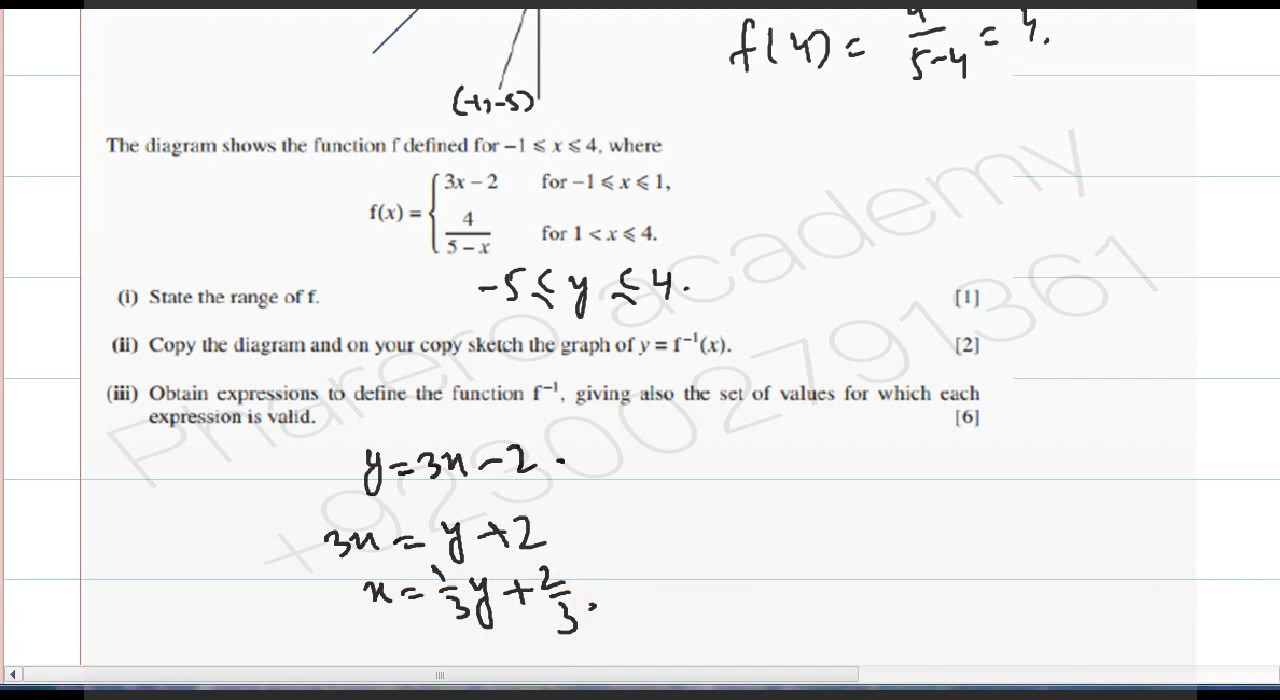 f(4) = 4/5-4 = 4.
(-1, -5)
The diagram shows the function f defined for −1 ⩽ x ⩽ 4, where
f(x) = { 3x − 2 for −1 ⩽ x ⩽ 1,
4/5 − x for 1 < x ⩽ 4.
-5 ≤ y ≤ 4.
(i) State the range of f. [1]
(ii) Copy the diagram and on your copy sketch the graph of y = f⁻¹(x). [2]
(iii) Obtain expressions to define the function f⁻¹, giving also the set of values for which each
expression is valid. [6]
y = 3x - 2.
3x = y + 2
x = 1/3 y + 2/3.
Pharero academy
+923002791361